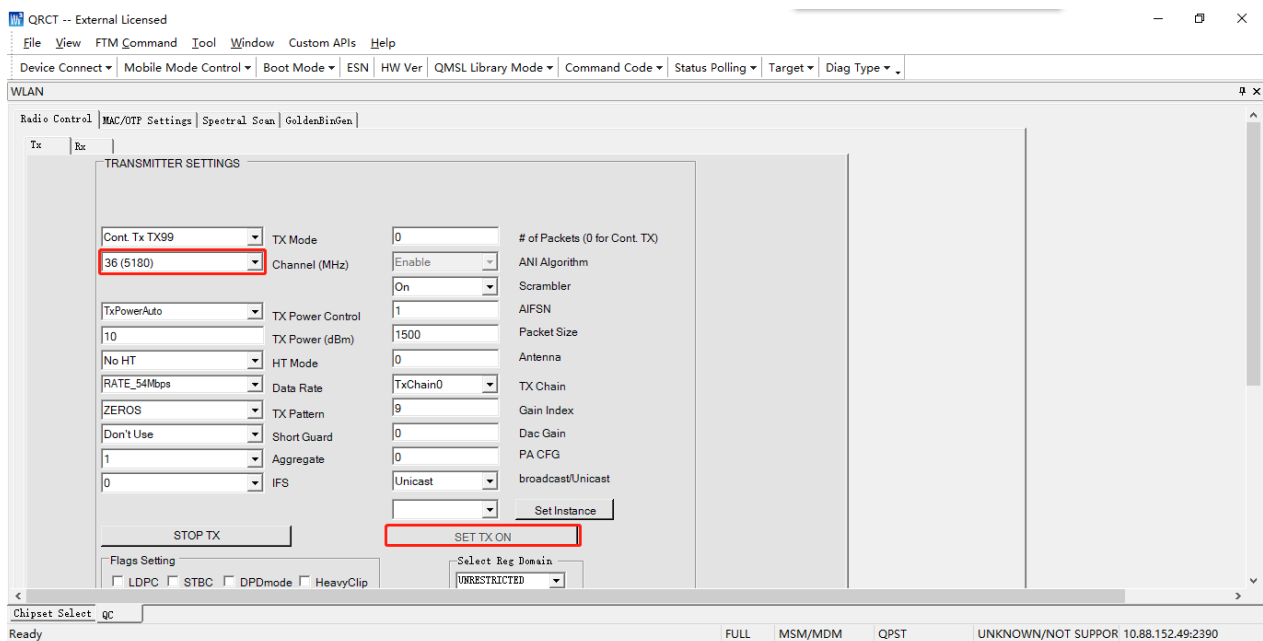 QRCT -- External Licensed
File View FTM Command Tool Window Custom APIs Help
Device Connect Mobile Mode Control Boot Mode ESN HW Ver QMSL Library Mode Command Code Status Polling Target Diag Type
WLAN
Radio Control MAC/OTP Settings Spectral Scan GoldenBinGen
Tx Rx
TRANSMITTER SETTINGS
Cont. Tx TX99 TX Mode 0 # of Packets (0 for Cont. TX)
36 (5180) Channel (MHz) Enable ANI Algorithm
On Scrambler
TxPowerAuto TX Power Control 1 AIFSN
10 TX Power (dBm) 1500 Packet Size
No HT HT Mode 0 Antenna
RATE_54Mbps Data Rate TxChain0 TX Chain
ZEROS TX Pattern 9 Gain Index
Don't Use Short Guard 0 Dac Gain
1 Aggregate 0 PA CFG
0 IFS Unicast broadcast/Unicast
Set Instance
STOP TX SET TX ON
Flags Setting Select Reg Domain
LDPC STBC DPDmode HeavyClip UNRESTRICTED
Chipset Select QC
Ready FULL MSM/MDM QPST UNKNOWN/NOT SUPPOR 10.88.152.49:2390